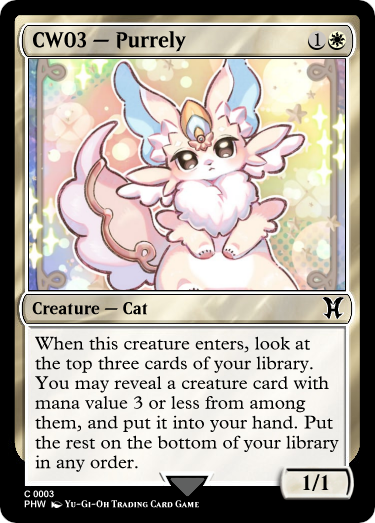 CW03 — Purrely 1
Creature — Cat
When this creature enters, look at
the top three cards of your library.
You may reveal a creature card with
mana value 3 or less from among
them, and put it into your hand. Put
the rest on the bottom of your library
in any order.
1/1
C 0003
PHW Yu-Gi-Oh Trading Card Game